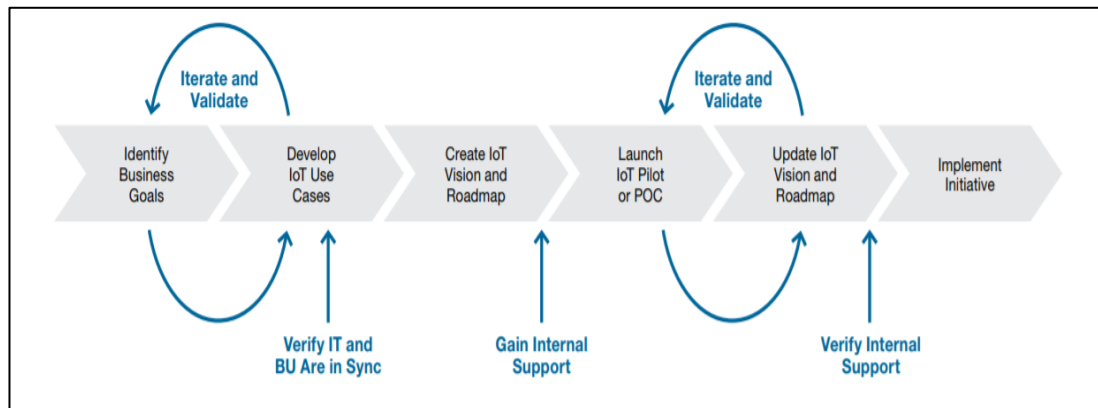 Iterate and
Validate
Iterate and
Validate
Identify
Business
Goals
Develop
IoT Use
Cases
Create IoT
Vision and
Roadmap
Launch
IoT Pilot
or POC
Update IoT
Vision and
Roadmap
Implement
Initiative
Verify IT and
BU Are in Sync
Gain Internal
Support
Verify Internal
Support